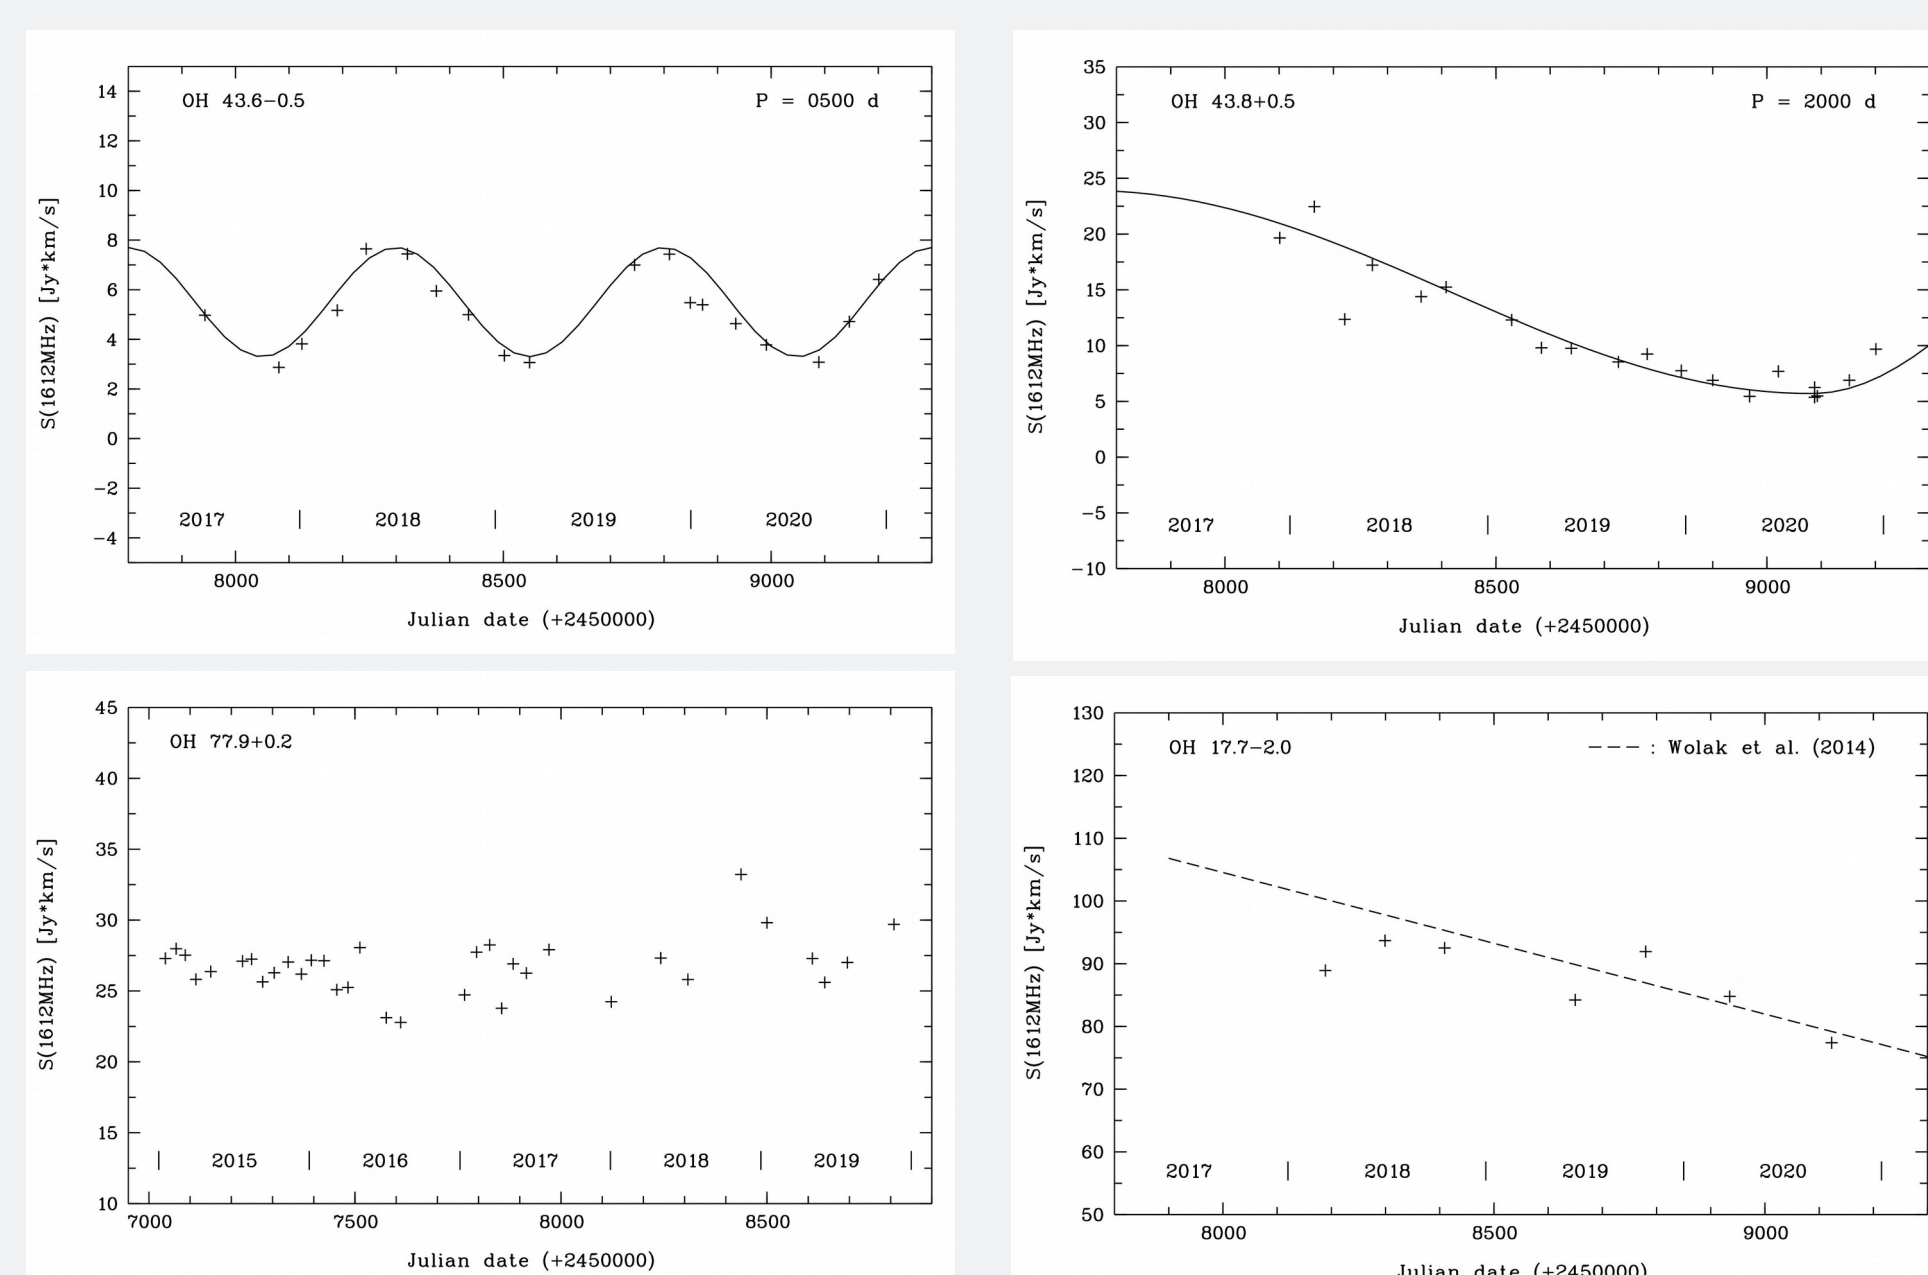 OH 43.6−0.5 P = 0500 d
14
12
10
8
6
4
2
0
−2
−4
S(1612MHz) [Jy*km/s]
2017 | 2018 | 2019 | 2020 |
8000 8500 9000
Julian date (+2450000)
OH 43.8+0.5 P = 2000 d
35
30
25
20
15
10
5
0
−5
−10
S(1612MHz) [Jy*km/s]
2017 | 2018 | 2019 | 2020 |
8000 8500 9000
Julian date (+2450000)
OH 77.9+0.2
45
40
35
30
25
20
15
10
S(1612MHz) [Jy*km/s]
| 2015 | 2016 | 2017 | 2018 | 2019 |
7000 7500 8000 8500
Julian date (+2450000)
OH 17.7−2.0 −−− : Wolak et al. (2014)
130
120
110
100
90
80
70
60
50
S(1612MHz) [Jy*km/s]
2017 | 2018 | 2019 | 2020 |
8000 8500 9000
Julian date (+2450000)